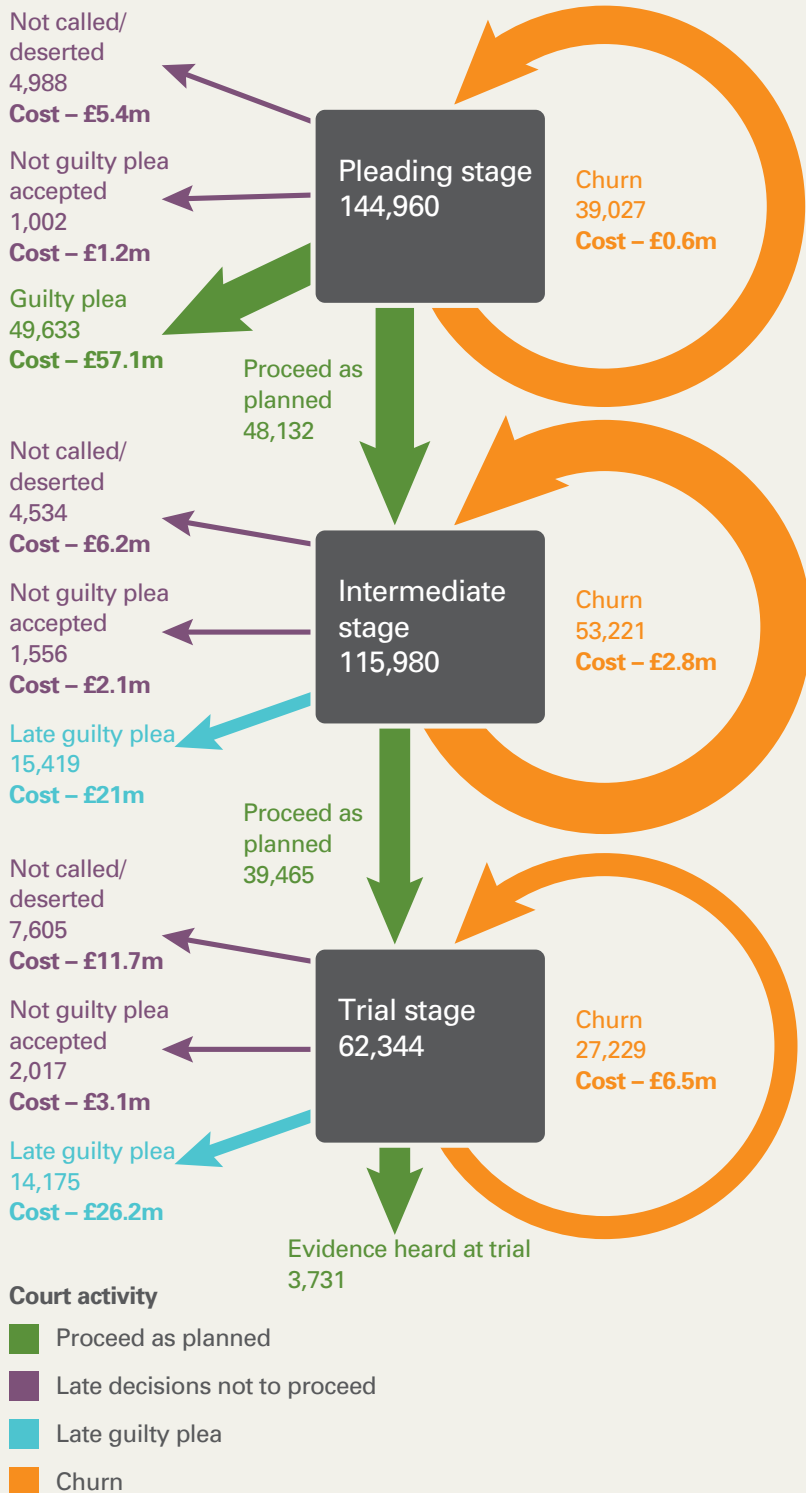 Not called/
deserted
4,988
Cost – £5.4m
Not guilty plea
accepted
1,002
Cost – £1.2m
Guilty plea
49,633
Cost – £57.1m
Pleading stage
144,960
Churn
39,027
Cost – £0.6m
Proceed as
planned
48,132
Not called/
deserted
4,534
Cost – £6.2m
Not guilty plea
accepted
1,556
Cost – £2.1m
Late guilty plea
15,419
Cost – £21m
Intermediate
stage
115,980
Churn
53,221
Cost – £2.8m
Proceed as
planned
39,465
Not called/
deserted
7,605
Cost – £11.7m
Not guilty plea
accepted
2,017
Cost – £3.1m
Late guilty plea
14,175
Cost – £26.2m
Trial stage
62,344
Churn
27,229
Cost – £6.5m
Evidence heard at trial
3,731
Court activity
Proceed as planned
Late decisions not to proceed
Late guilty plea
Churn